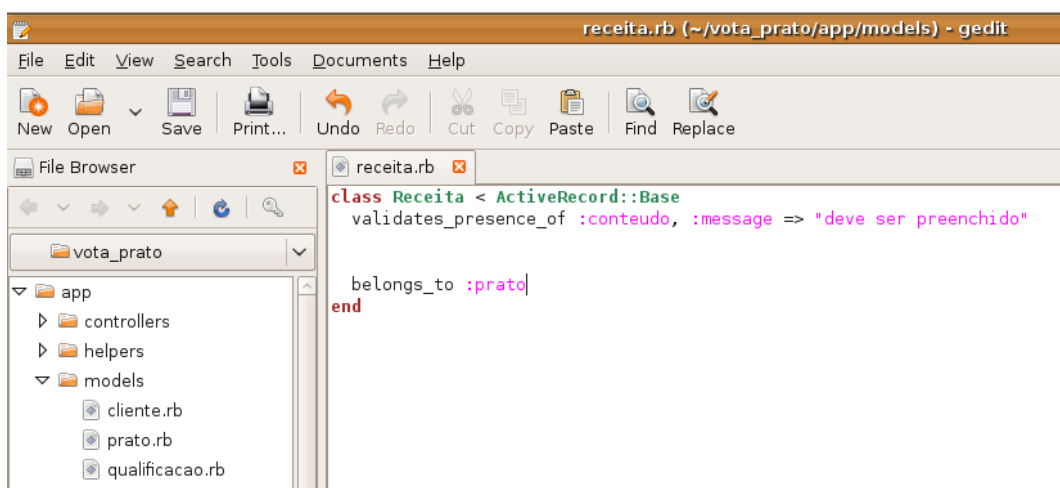 receita.rb (~/vota_prato/app/models) - gedit
File Edit View Search Tools Documents Help
New Open Save Print... Undo Redo Cut Copy Paste Find Replace
File Browser
receita.rb
vota_prato
app
controllers
helpers
models
cliente.rb
prato.rb
qualificacao.rb
class Receita < ActiveRecord::Base
  validates_presence_of :conteudo, :message => "deve ser preenchido"
  belongs_to :prato
end